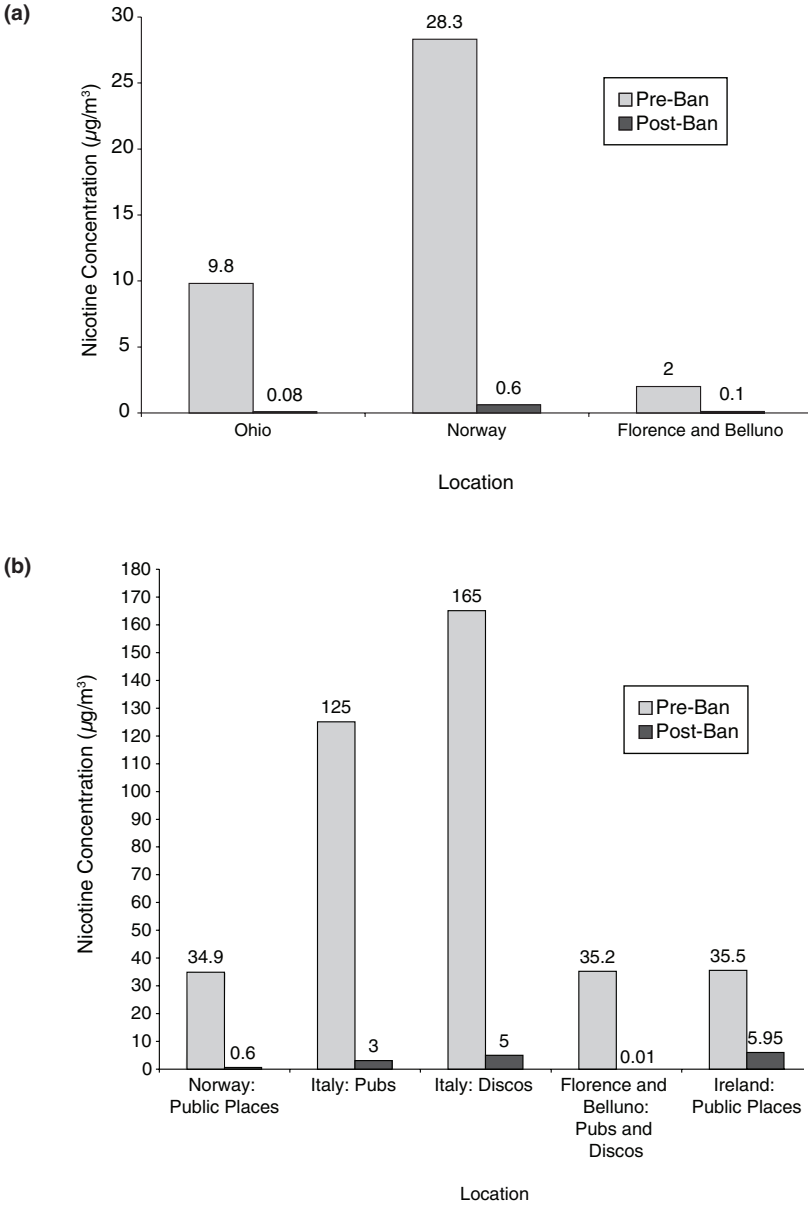 (a)
Nicotine Concentration (µg/m³)
30
25
20
15
10
5
0
28.3
9.8
0.08
0.6
2
0.1
Pre-Ban
Post-Ban
Ohio
Norway
Florence and Belluno
Location
(b)
Nicotine Concentration (µg/m³)
180
170
160
150
140
130
120
110
100
90
80
70
60
50
40
30
20
10
0
34.9
0.6
125
3
165
5
35.2
0.01
35.5
5.95
Pre-Ban
Post-Ban
Norway:
Public Places
Italy: Pubs
Italy: Discos
Florence and
Belluno:
Pubs and
Discos
Ireland:
Public Places
Location